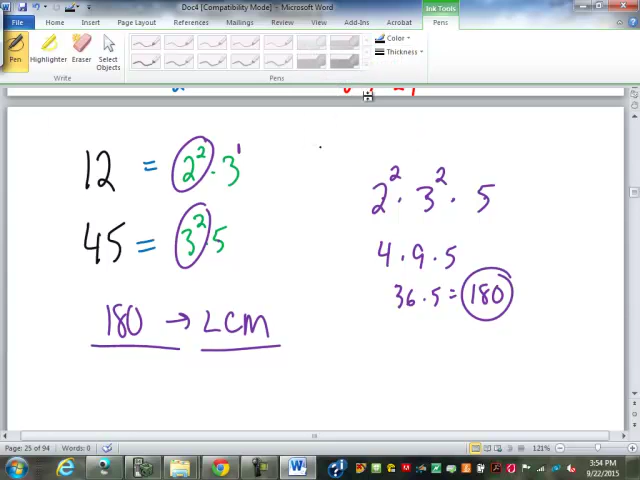 Doc4 [Compatibility Mode] - Microsoft Word
Ink Tools
File Home Insert Page Layout References Mailings Review View Add-Ins Acrobat Pens
Pen Highlighter Eraser Select Objects
Color
Thickness
Write Pens
12 = 2² · 3¹
45 = 3² · 5
180 → LCM
2² · 3² · 5
4 · 9 · 5
36 · 5 = 180
Page: 25 of 94 Words: 0 121%
3:54 PM
9/22/2015